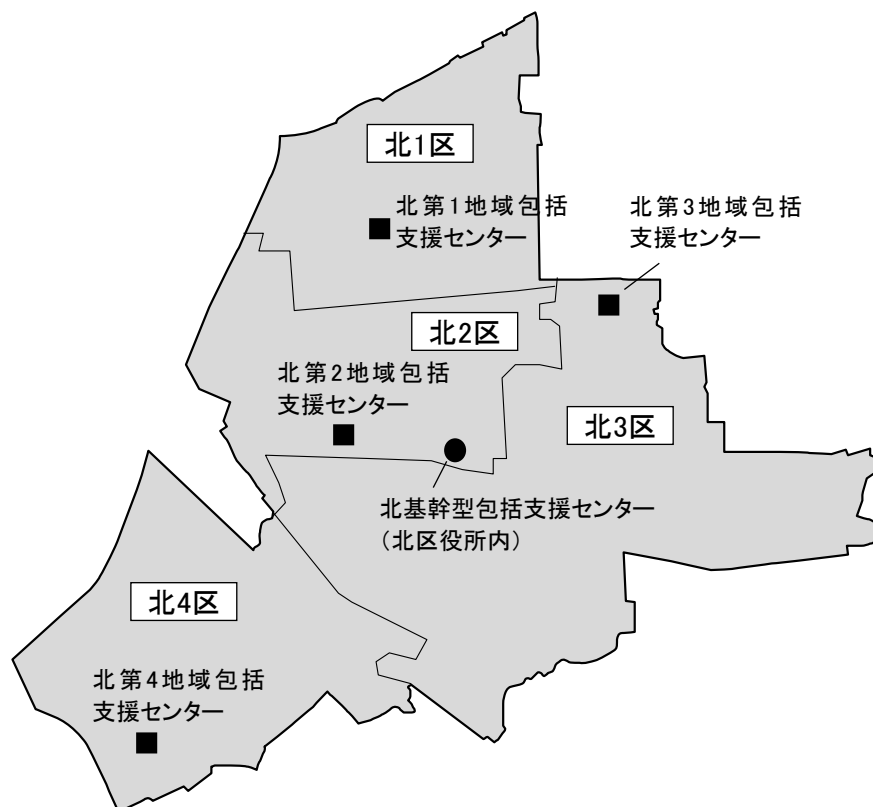 北1区
北第1地域包括
支援センター
北第3地域包括
支援センター
北2区
北第2地域包括
支援センター
北3区
北基幹型包括支援センター
（北区役所内）
北4区
北第4地域包括
支援センター